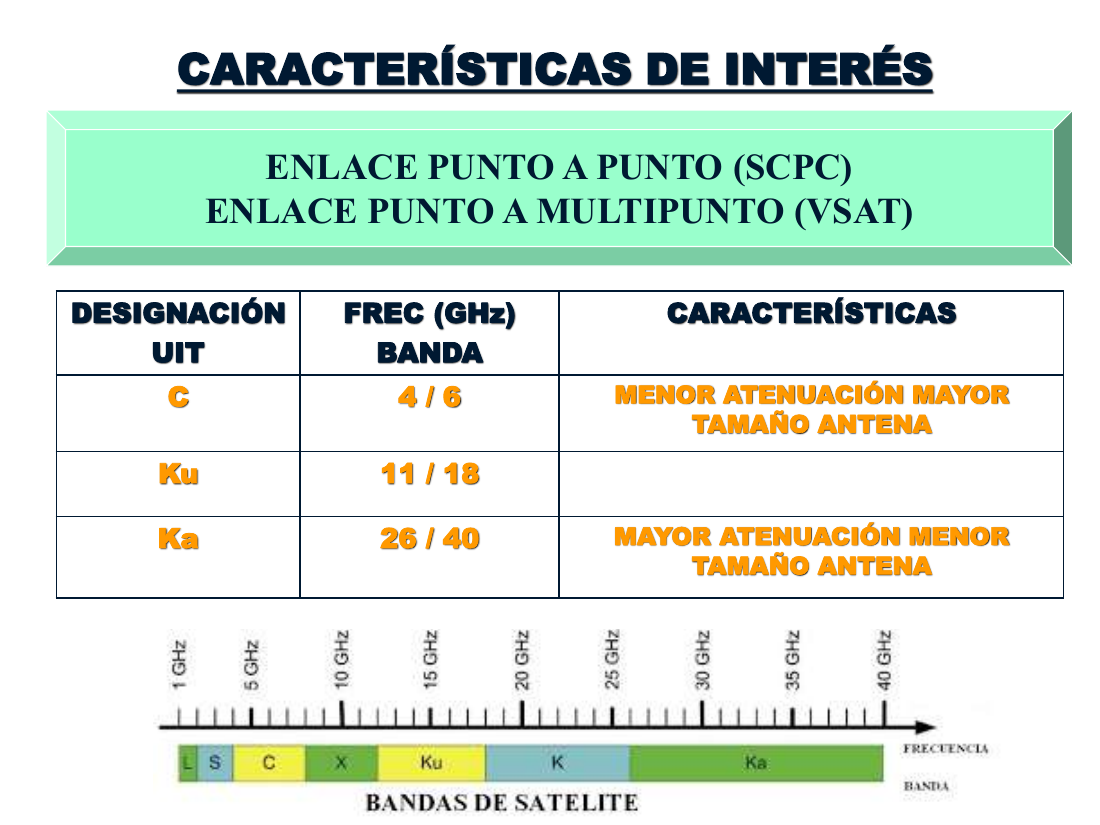 CARACTERÍSTICAS DE INTERÉS
ENLACE PUNTO A PUNTO (SCPC)
ENLACE PUNTO A MULTIPUNTO (VSAT)
DESIGNACIÓN UIT
FREC (GHz) BANDA
CARACTERÍSTICAS
C
4 / 6
MENOR ATENUACIÓN MAYOR
TAMAÑO ANTENA
Ku
11 / 18
Ka
26 / 40
MAYOR ATENUACIÓN MENOR
TAMAÑO ANTENA
1 GHz
5 GHz
10 GHz
15 GHz
20 GHz
25 GHz
30 GHz
35 GHz
40 GHz
FRECUENCIA
L S C X Ku K Ka
BANDA
BANDAS DE SATELITE